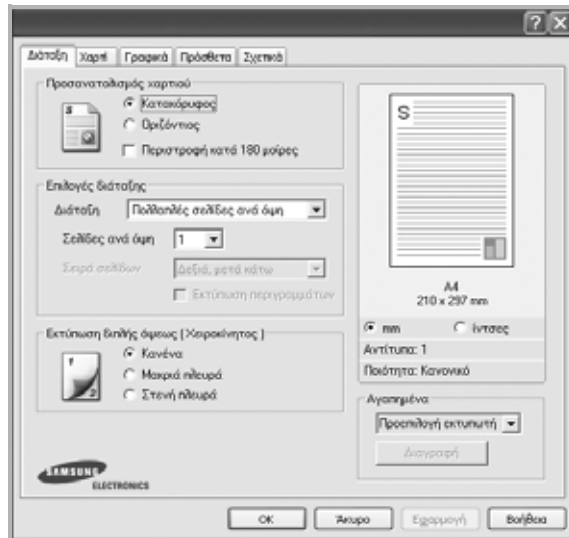 Διάταξη Χαρτί Γραφικά Πρόσθετα Σχετικά
Προσανατολισμός χαρτιού
Κατακόρυφος
Οριζόντιος
Περιστροφή κατά 180 μοίρες
Επιλογές διάταξης
Διάταξη Πολλαπλές σελίδες ανά όψη
Σελίδες ανά όψη 1
Σειρά σελίδων Δεξιά, μετά κάτω
Εκτύπωση περιγραμμάτων
Εκτύπωση διπλής όψεως (Χειροκίνητος)
Κανένα
Μακριά πλευρά
Στενή πλευρά
S
A4
210 x 297 mm
mm ίντσες
Αντίτυπα: 1
Ποιότητα: Κανονικό
Αγαπημένα
Προεπιλογή εκτυπωτή
Διαγραφή
SAMSUNG
ELECTRONICS
OK Άκυρο Εφαρμογή Βοήθεια